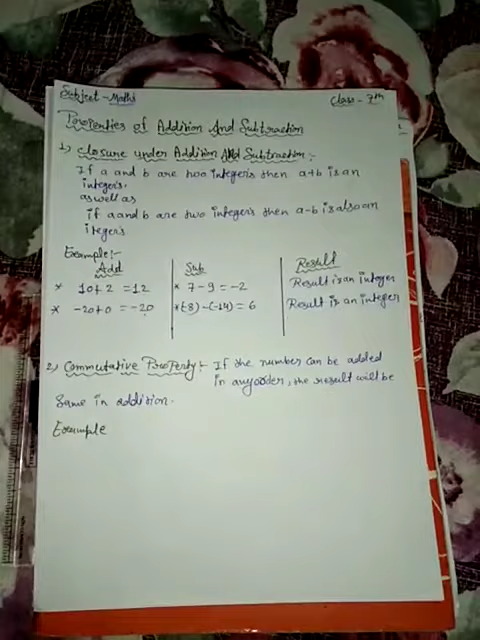 Subject - Maths
Class - 7th
Properties of Addition And Subtraction
1) Closure under Addition And Subtraction :-
If a and b are two integers then a+b is an
integers.
as well as
if a and b are two integers then a-b is also an
itegers
Example :-
Add
Sub
Result
* 10+2 = 12
* 7-9 = -2
Result is an integer
* -20+0 = -20
* (-8)-(-14) = 6
Result is an integer
2) Commutative Property :- If the number can be added
in any order, the result will be
Same in addition.
Example